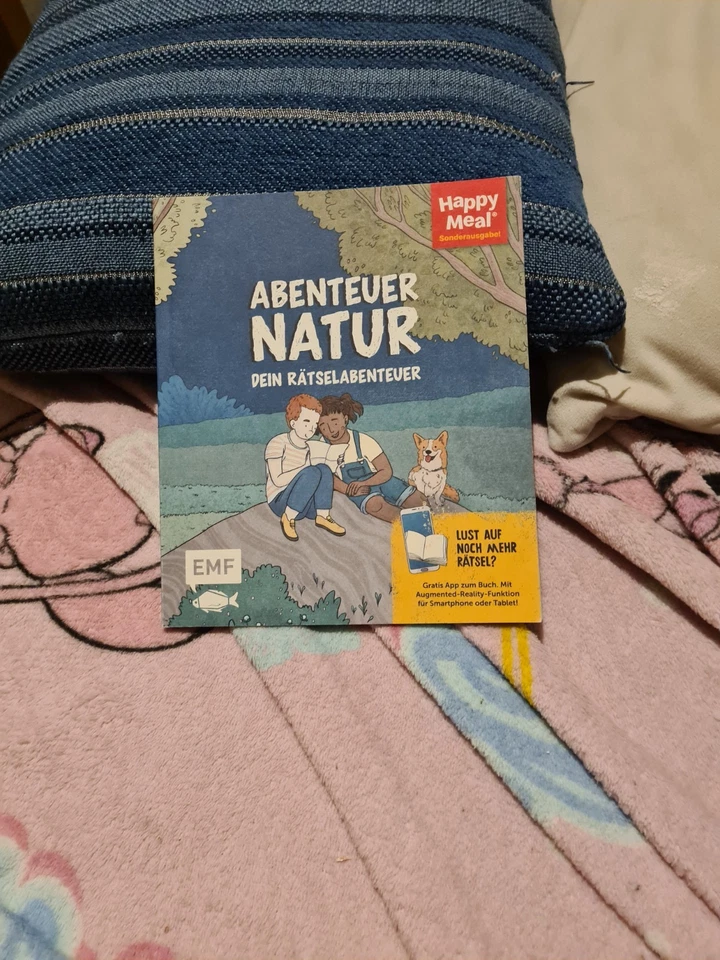 Happy
Meal®
Sonderausgabe!
ABENTEUER
NATUR
DEIN RÄTSELABENTEUER
LUST AUF
NOCH MEHR
RÄTSEL?
Gratis App zum Buch. Mit
Augmented-Reality-Funktion
für Smartphone oder Tablet!
EMF